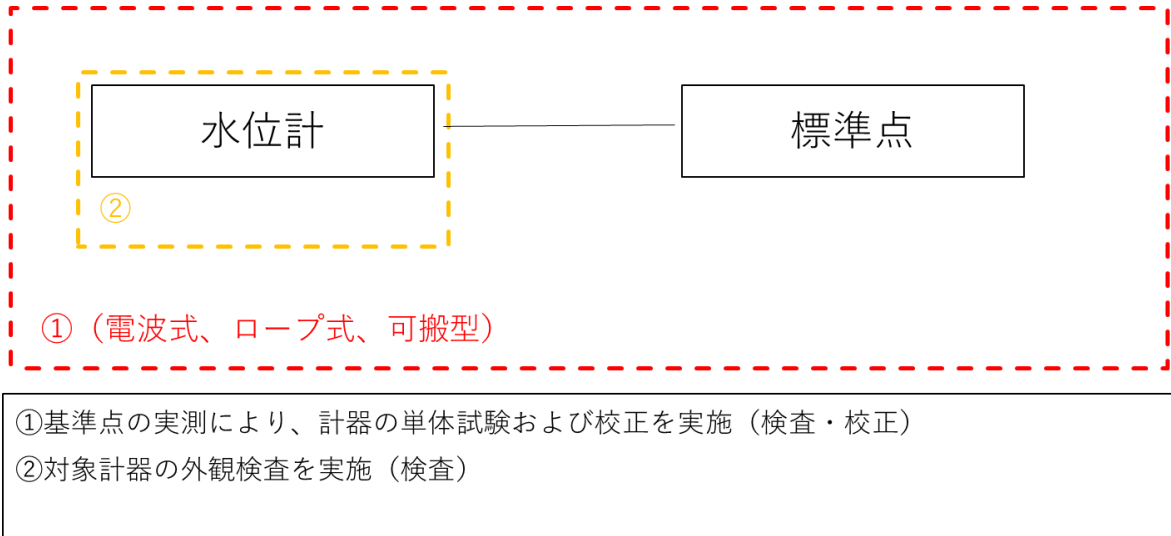 水位計
標準点
②
①（電波式、ロープ式、可搬型）
①基準点の実測により、計器の単体試験および校正を実施（検査・校正）
②対象計器の外観検査を実施（検査）